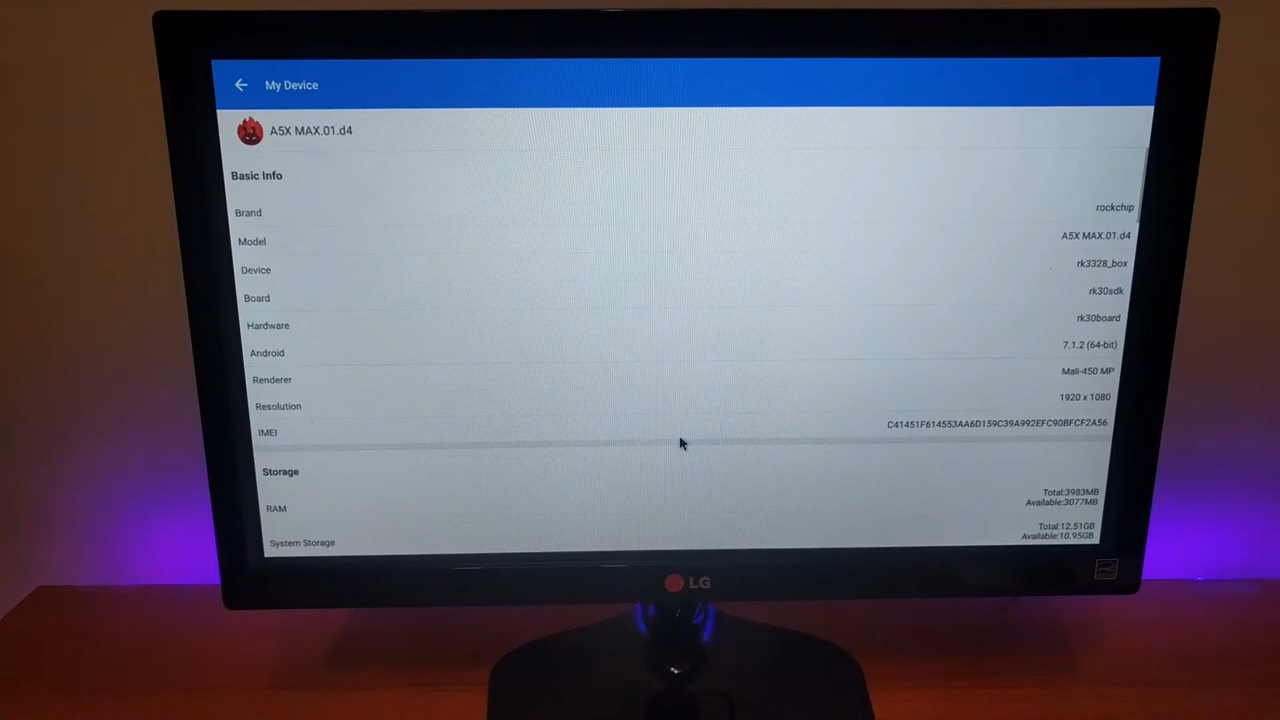 My Device
A5X MAX.01.d4
Basic Info
Brand rockchip
Model A5X MAX.01.d4
Device rk3328_box
Board rk30sdk
Hardware rk30board
Android 7.1.2 (64-bit)
Renderer Mali-450 MP
Resolution 1920 x 1080
IMEI C41451F614553AA6D159C39A992EFC90BFCF2A56
Storage
RAM Total:3983MB
Available:3077MB
System Storage Total:12.51GB
Available:10.95GB
LG